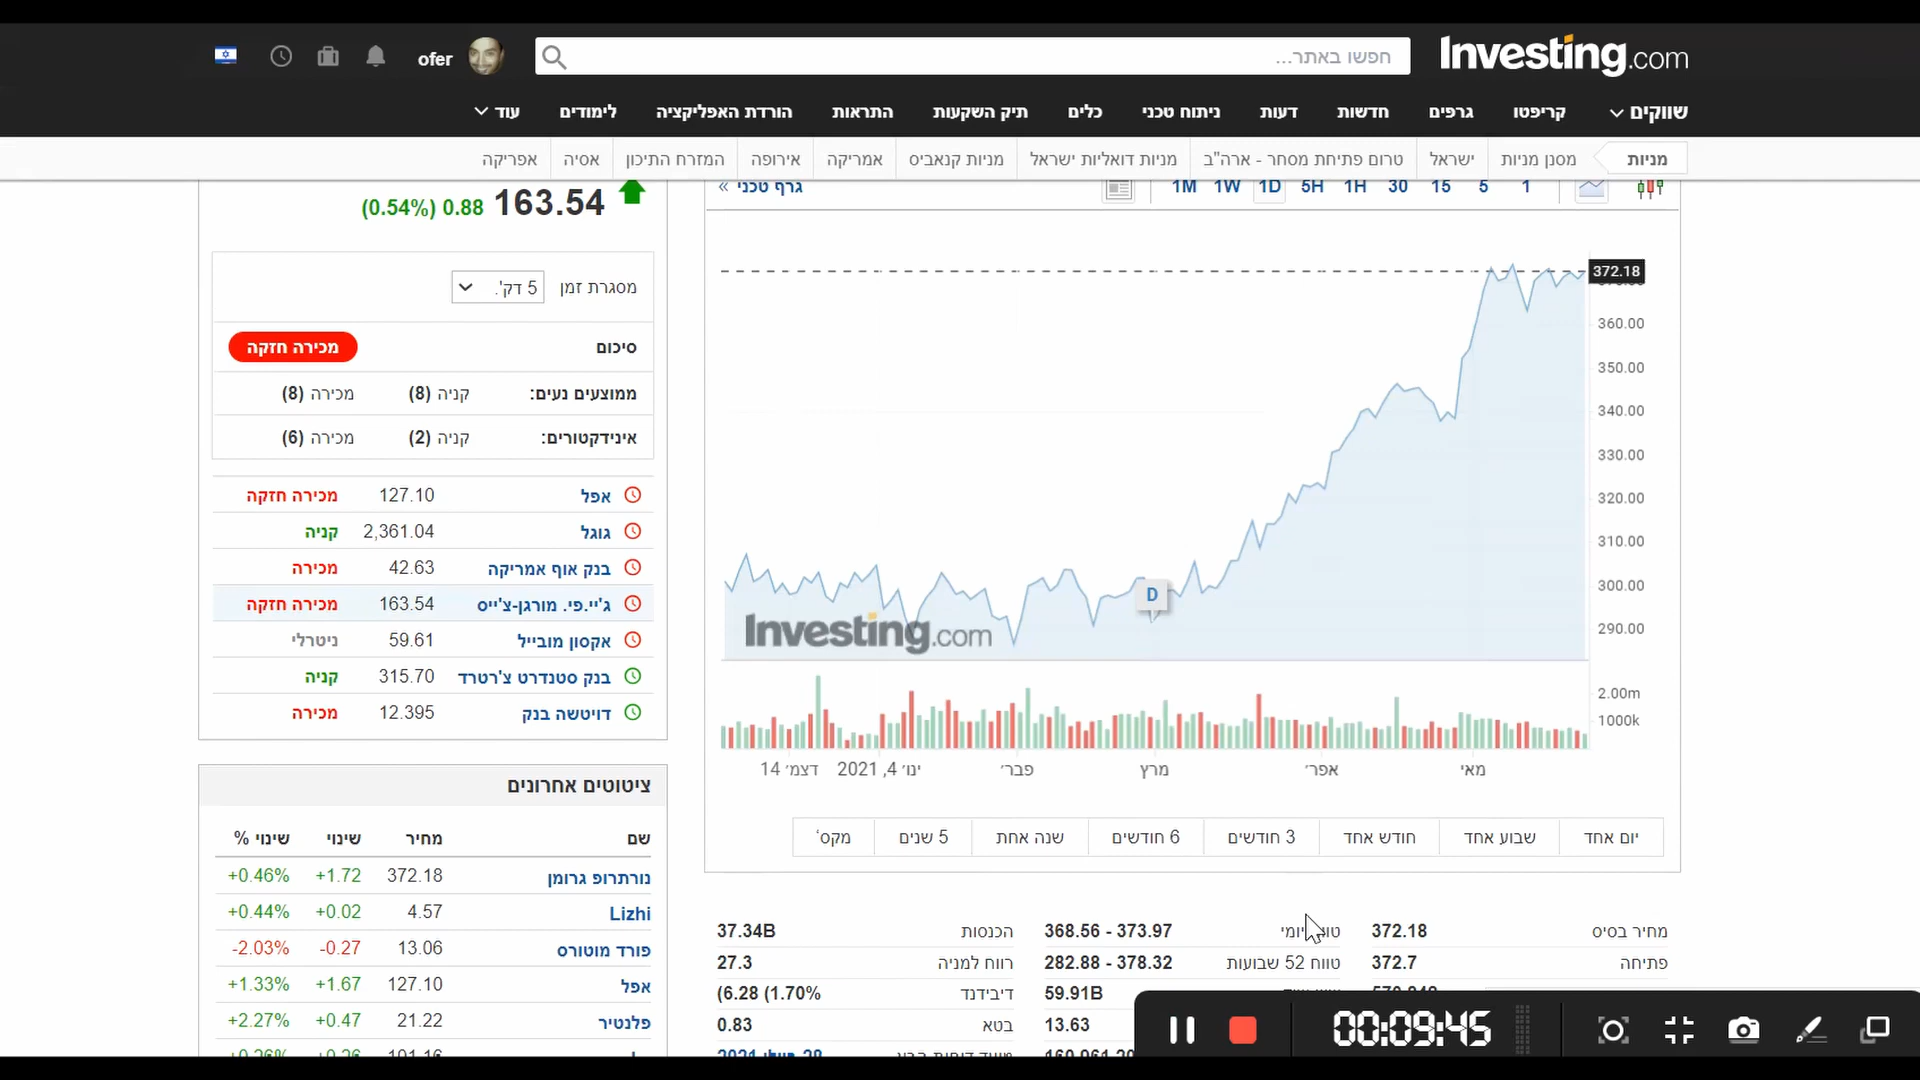 Investing.com
חפשו באתר...
ofer
שווקים
קריפטו
גרפים
חדשות
דעות
ניתוח טכני
כלים
תיק השקעות
התראות
הורדת האפליקציה
לימודים
עוד
מניות
מסנן מניות
ישראל
טרום פתיחת מסחר - ארה"ב
מניות דואליות ישראל
מניות קנאביס
אמריקה
אירופה
המזרח התיכון
אסיה
אפריקה
1 5 15 30 1H 5H 1D 1W 1M
גרף טכני »
372.18
360.00
350.00
340.00
330.00
320.00
310.00
300.00
290.00
D
Investing.com
2.00m
1000k
דצמ׳ 14
ינו׳ 4, 2021
פבר׳
מרץ
אפר׳
מאי
יום אחד
שבוע אחד
חודש אחד
3 חודשים
6 חודשים
שנה אחת
5 שנים
מקס׳
מחיר בסיס 372.18
יומי 368.56 - 373.97
הכנסות 37.34B
פתיחה 372.7
טווח 52 שבועות 282.88 - 378.32
רווח למניה 27.3
59.91B
דיבידנד 6.28 (1.70%)
13.63
בטא 0.83
163.54
0.88 (0.54%)
מסגרת זמן 5 דק'.
סיכום מכירה חזקה
ממוצעים נעים: קניה (8) מכירה (8)
אינידקטורים: קניה (2) מכירה (6)
אפל 127.10 מכירה חזקה
גוגל 2,361.04 קניה
בנק אוף אמריקה 42.63 מכירה
ג'יי.פי. מורגן-צ'ייס 163.54 מכירה חזקה
אקסון מובייל 59.61 ניטרלי
בנק סטנדרט צ'רטרד 315.70 קניה
דויטשה בנק 12.395 מכירה
ציטוטים אחרונים
שם מחיר שינוי שינוי %
נורתרופ גרומן 372.18 +1.72 +0.46%
Lizhi 4.57 +0.02 +0.44%
פורד מוטורס 13.06 -0.27 -2.03%
אפל 127.10 +1.67 +1.33%
פלנטיר 21.22 +0.47 +2.27%
00:09:45